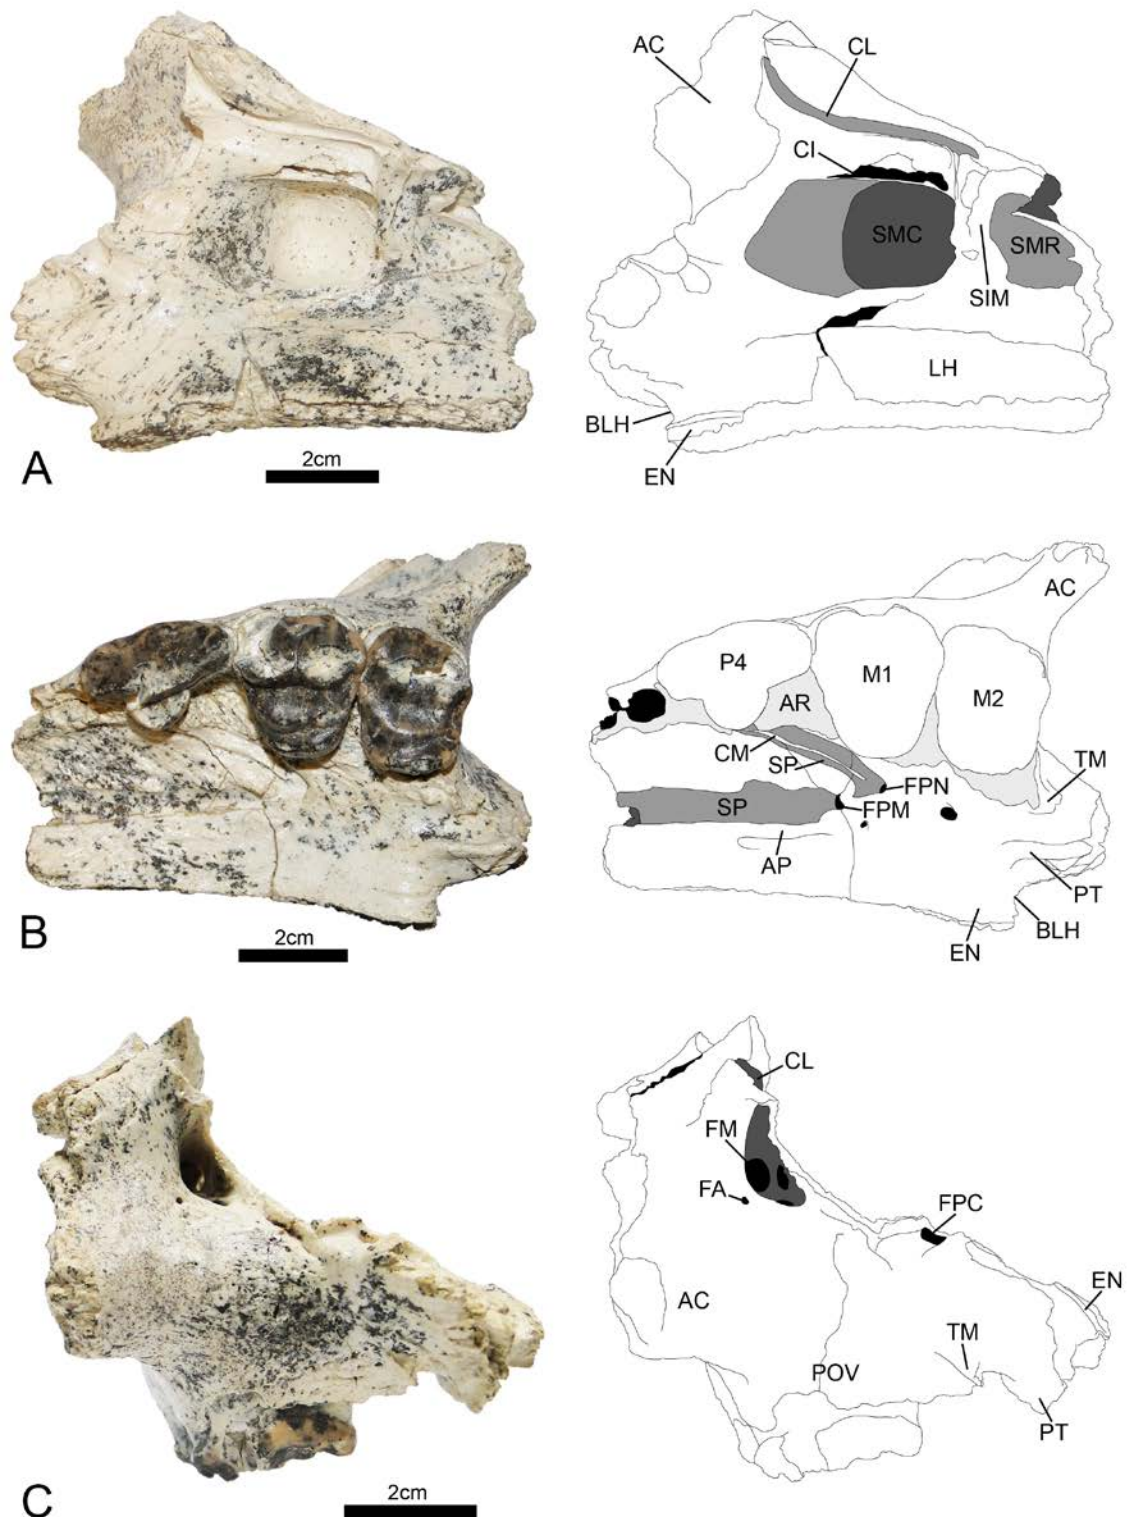 AC
CL
CI
SMC
SMR
SIM
LH
BLH
EN
A
2cm
AC
P4
M1
AR
M2
CM
SP
TM
FPN
SP
FPM
AP
PT
BLH
EN
B
2cm
CL
FM
FA
FPC
AC
EN
TM
POV
PT
C
2cm